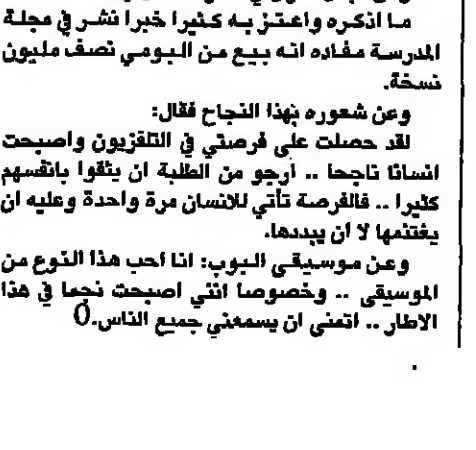 ما اذكره واعتز به كثيرا خبرا نشر في مجلة
المدرسة مفاده انه بيع من البومي نصف مليون
نسخة.
وعن شعوره بهذا النجاح فقال:
لقد حصلت على فرصتي في التلفزيون واصبحت
انسانا ناجحا .. أرجو من الطلبة ان يثقوا بانفسهم
كثيرا .. فالفرصة تأتي للانسان مرة واحدة وعليه ان
يغتنمها لا ان يبددها.
وعن موسيقى البوب: انا احب هذا النوع من
الموسيقى .. وخصوصا انني اصبحت نجما في هذا
الاطار .. اتمنى ان يسمعني جميع الناس.0